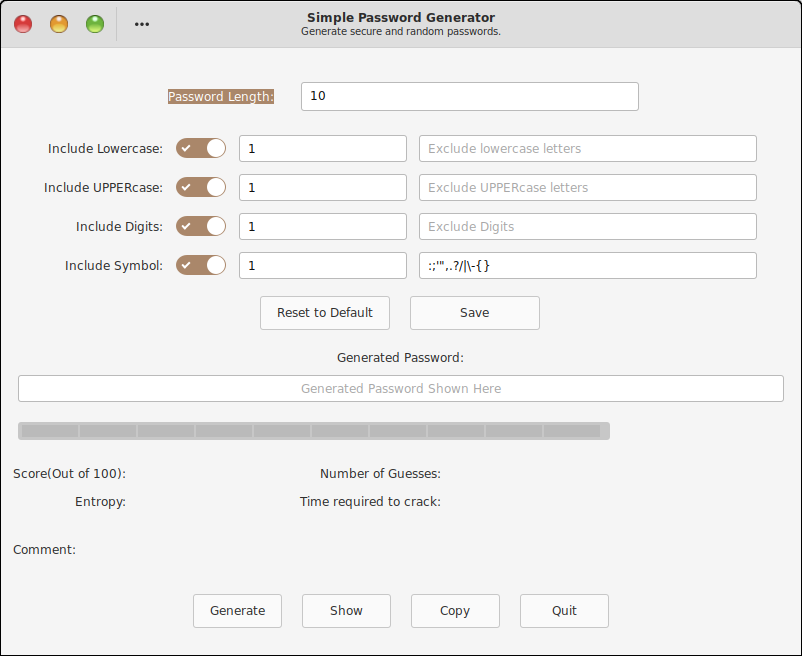 Simple Password Generator
Generate secure and random passwords.
Password Length: 10
Include Lowercase: 1 Exclude lowercase letters
Include UPPERcase: 1 Exclude UPPERcase letters
Include Digits: 1 Exclude Digits
Include Symbol: 1 :;'",.?/|\-{}
Reset to Default Save
Generated Password:
Generated Password Shown Here
Score(Out of 100): Number of Guesses:
Entropy: Time required to crack:
Comment:
Generate Show Copy Quit